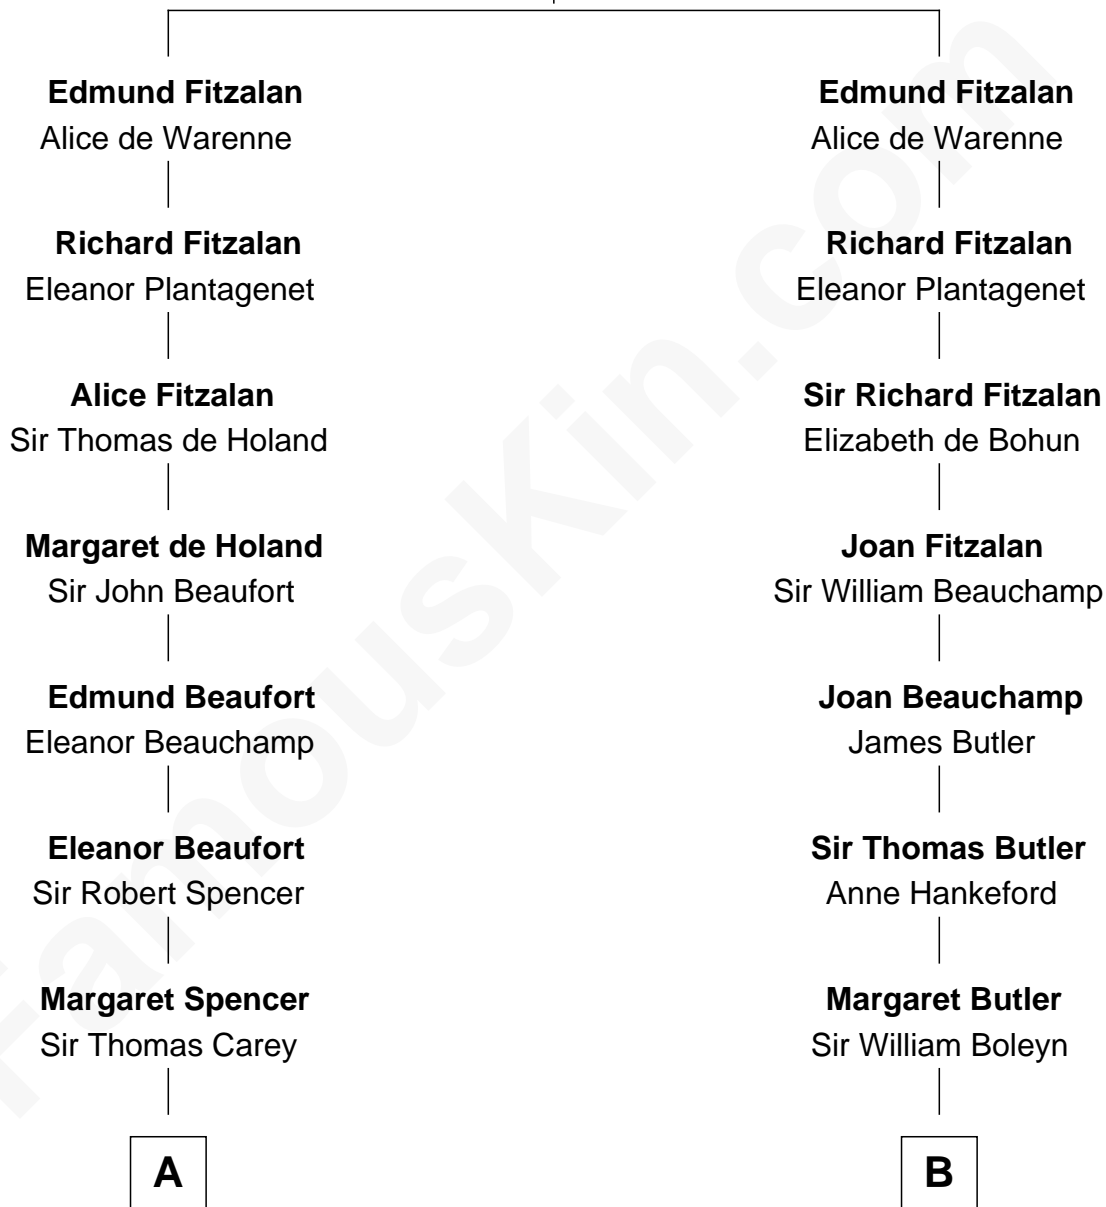 Edmund Fitzalan
Alice de Warenne
Richard Fitzalan
Eleanor Plantagenet
Alice Fitzalan
Sir Thomas de Holand
Margaret de Holand
Sir John Beaufort
Edmund Beaufort
Eleanor Beauchamp
Eleanor Beaufort
Sir Robert Spencer
Margaret Spencer
Sir Thomas Carey
A
Edmund Fitzalan
Alice de Warenne
Richard Fitzalan
Eleanor Plantagenet
Sir Richard Fitzalan
Elizabeth de Bohun
Joan Fitzalan
Sir William Beauchamp
Joan Beauchamp
James Butler
Sir Thomas Butler
Anne Hankeford
Margaret Butler
Sir William Boleyn
B
FamousKin.com